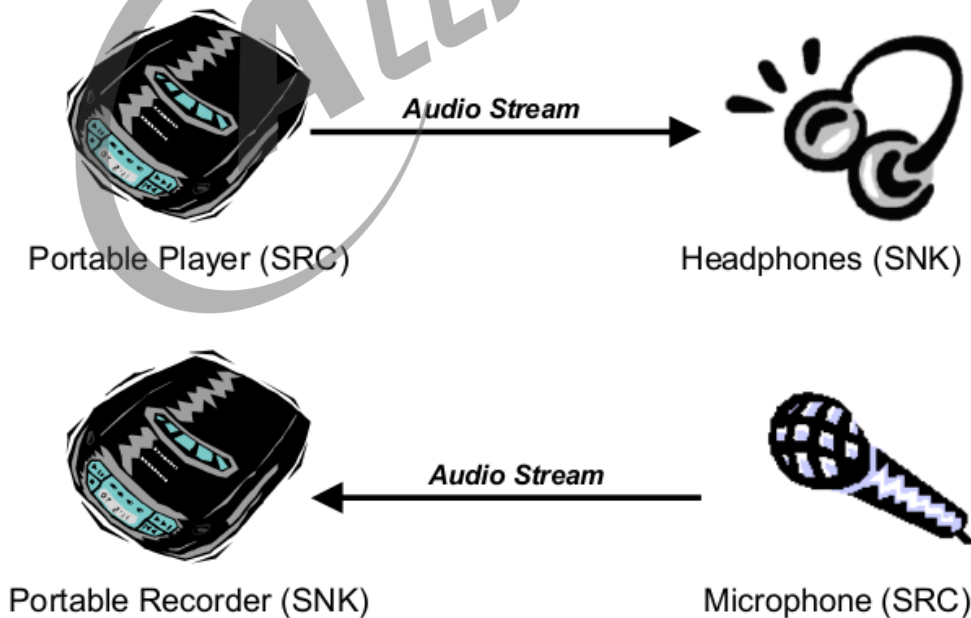 Audio Stream
Portable Player (SRC)
Headphones (SNK)
Audio Stream
Portable Recorder (SNK)
Microphone (SRC)